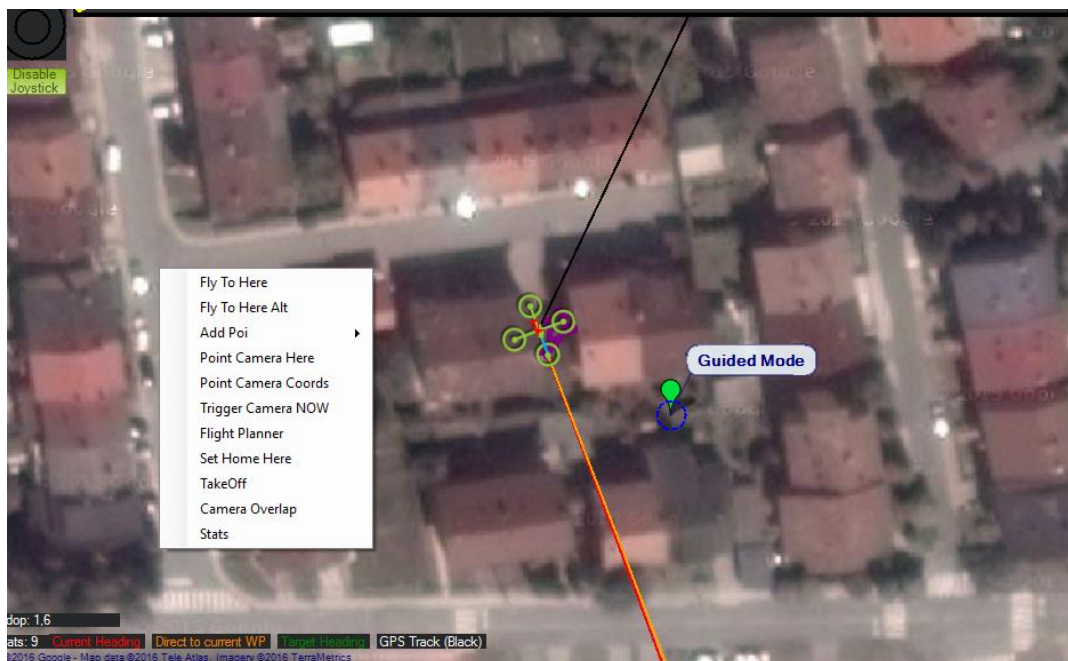 Disable
Joystick
Fly To Here
Fly To Here Alt
Add Poi
Point Camera Here
Point Camera Coords
Trigger Camera NOW
Flight Planner
Set Home Here
TakeOff
Camera Overlap
Stats
Guided Mode
dop: 1,6
ats: 9 Current Heading Direct to current WP Target Heading GPS Track (Black)
©2016 Google - Map data ©2016 Tele Atlas, Imagery ©2016 TerraMetrics